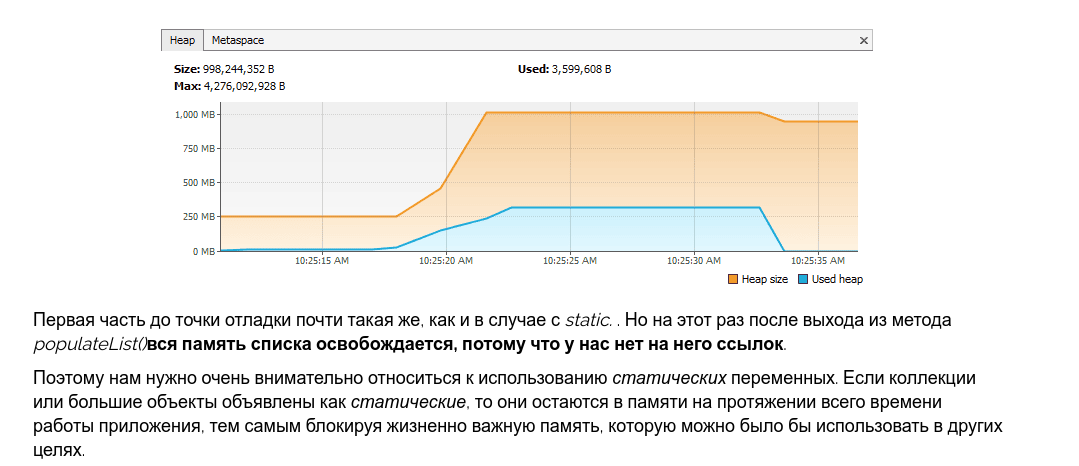 Heap Metaspace ×
Size: 998,244,352 B Used: 3,599,608 B
Max: 4,276,092,928 B
1,000 MB
750 MB
500 MB
250 MB
0 MB
10:25:15 AM 10:25:20 AM 10:25:25 AM 10:25:30 AM 10:25:35 AM
Heap size Used heap
Первая часть до точки отладки почти такая же, как и в случае с static. . Но на этот раз после выхода из метода
populateList()вся память списка освобождается, потому что у нас нет на него ссылок.
Поэтому нам нужно очень внимательно относиться к использованию статических переменных. Если коллекции
или большие объекты объявлены как статические, то они остаются в памяти на протяжении всего времени
работы приложения, тем самым блокируя жизненно важную память, которую можно было бы использовать в других
целях.